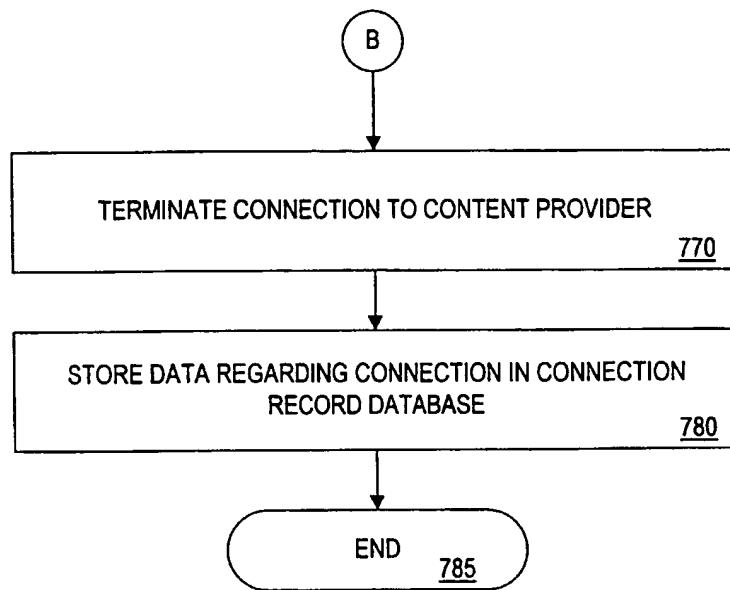 B
TERMINATE CONNECTION TO CONTENT PROVIDER
770
STORE DATA REGARDING CONNECTION IN CONNECTION
RECORD DATABASE
780
END
785